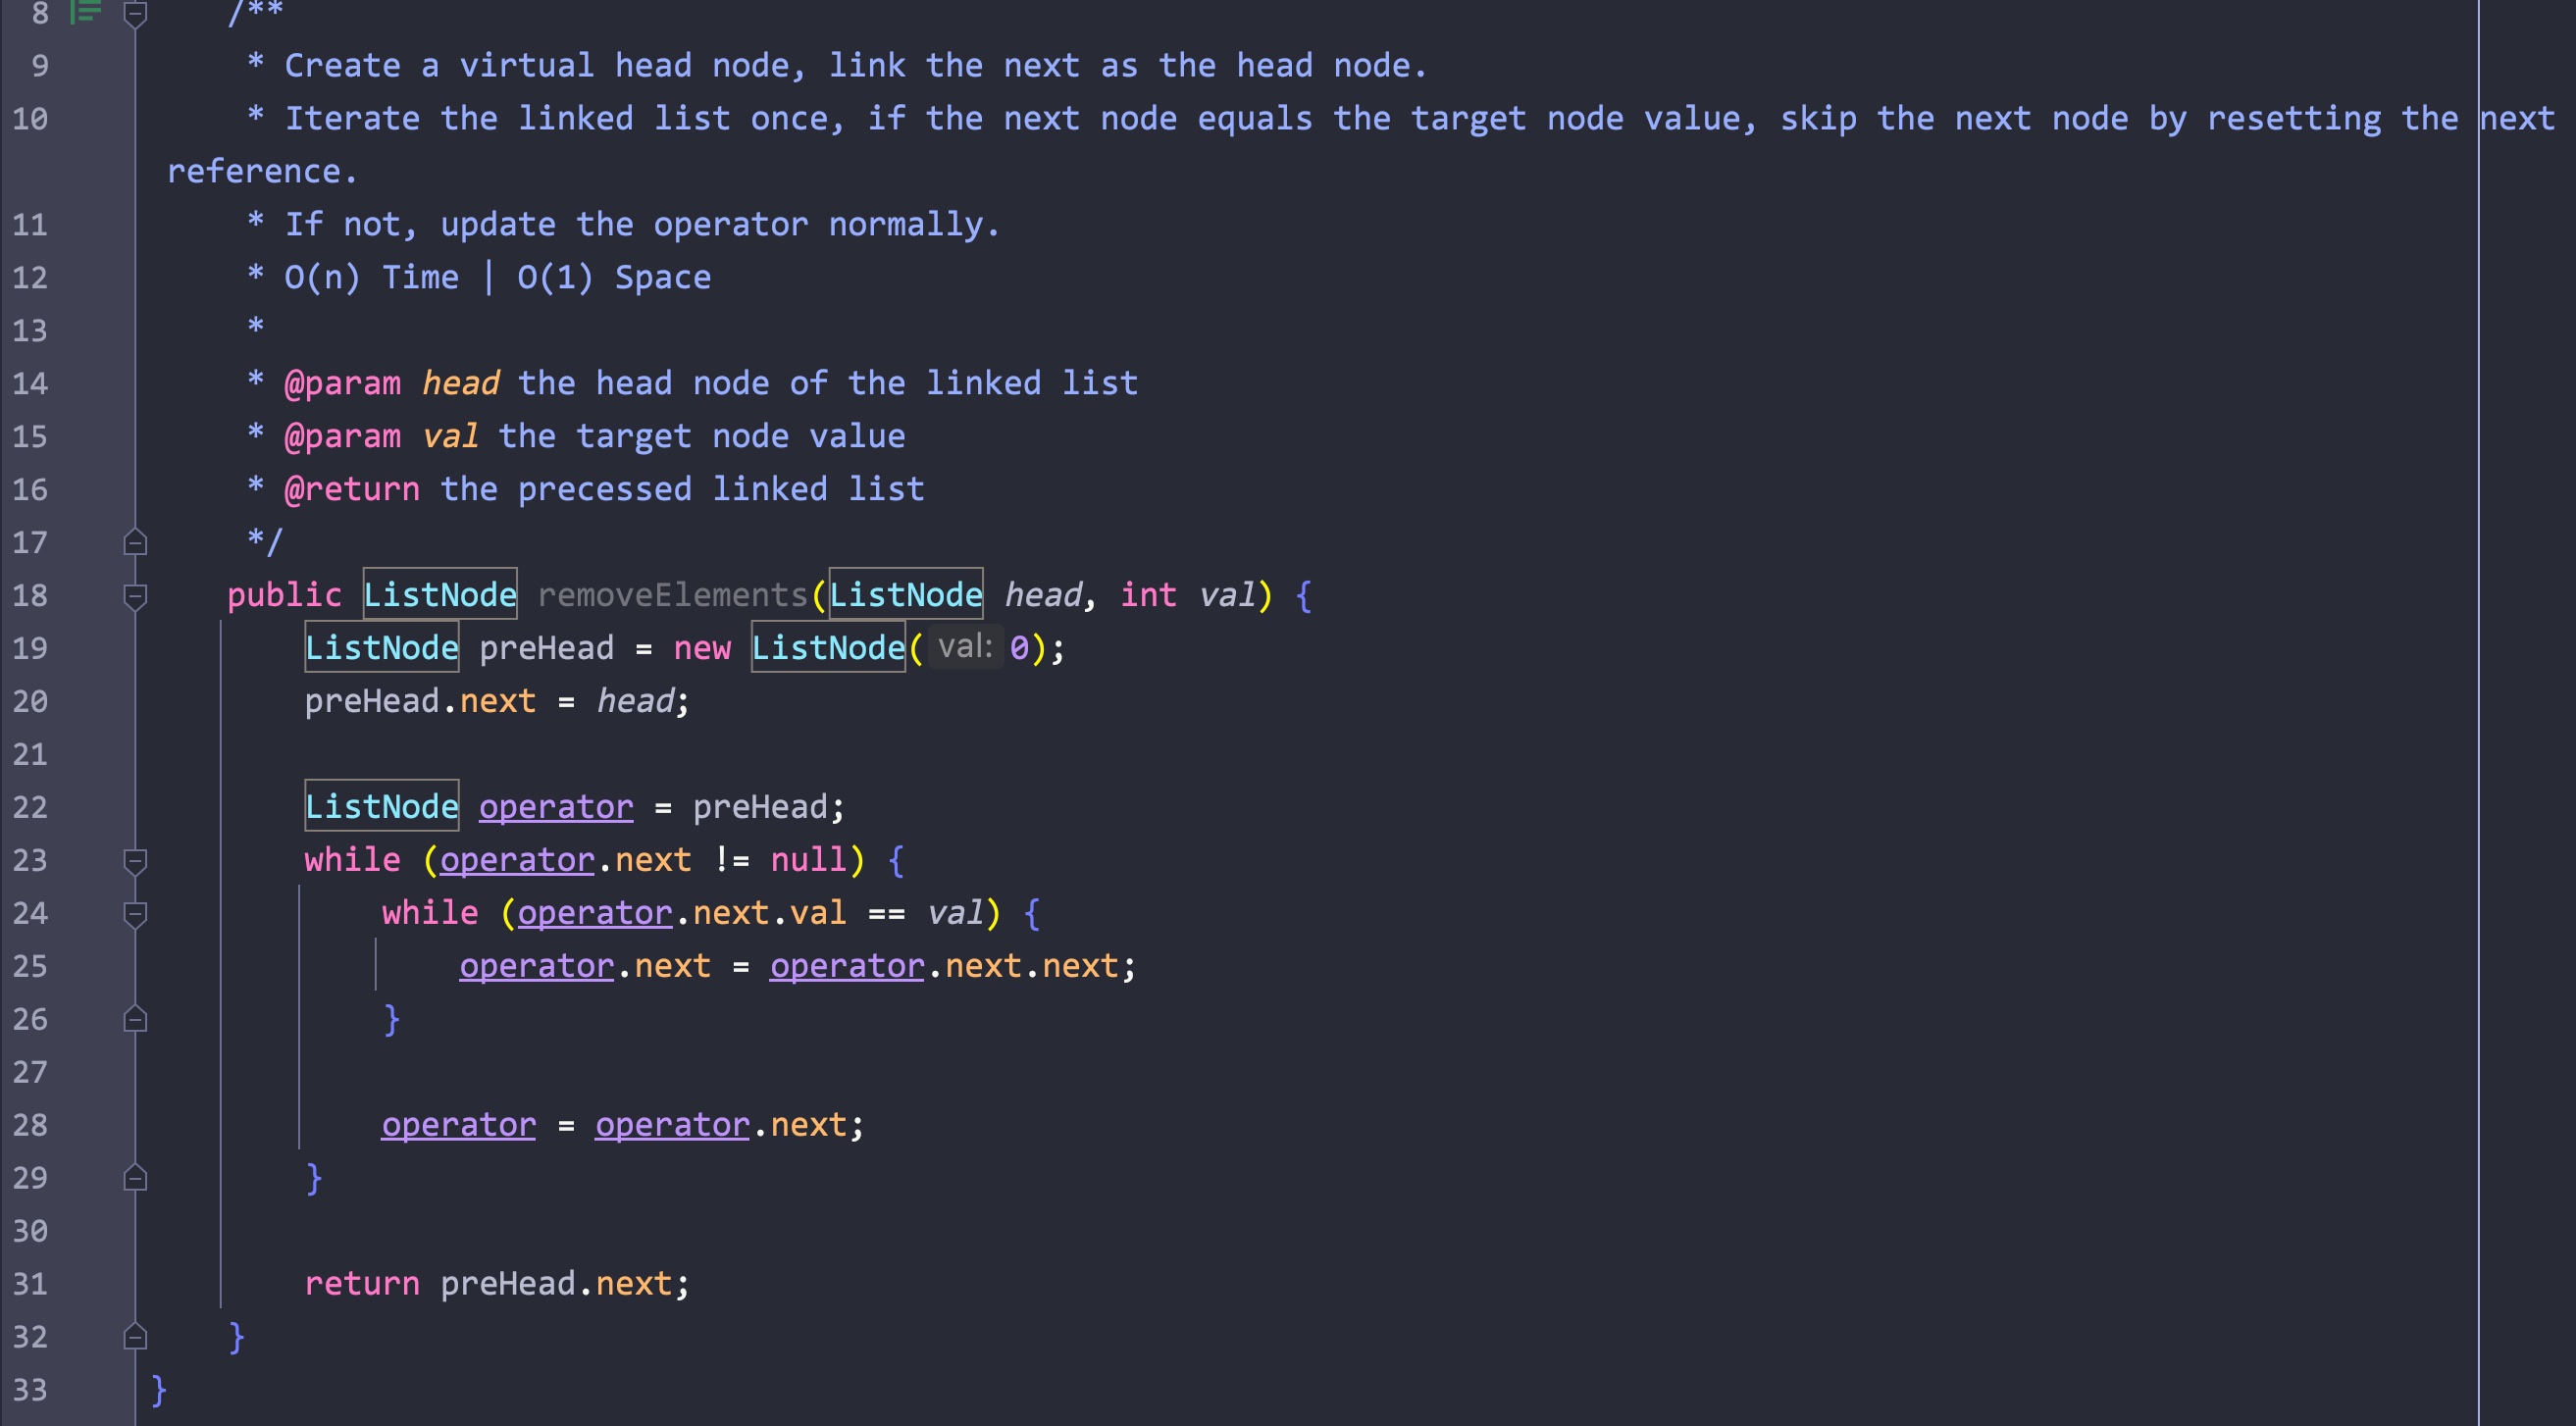 8 /**
9 * Create a virtual head node, link the next as the head node.
10 * Iterate the linked list once, if the next node equals the target node value, skip the next node by resetting the next
reference.
11 * If not, update the operator normally.
12 * O(n) Time | O(1) Space
13 *
14 * @param head the head node of the linked list
15 * @param val the target node value
16 * @return the precessed linked list
17 */
18 public ListNode removeElements(ListNode head, int val) {
19 ListNode preHead = new ListNode( val: 0);
20 preHead.next = head;
21
22 ListNode operator = preHead;
23 while (operator.next != null) {
24 while (operator.next.val == val) {
25 operator.next = operator.next.next;
26 }
27
28 operator = operator.next;
29 }
30
31 return preHead.next;
32 }
33 }